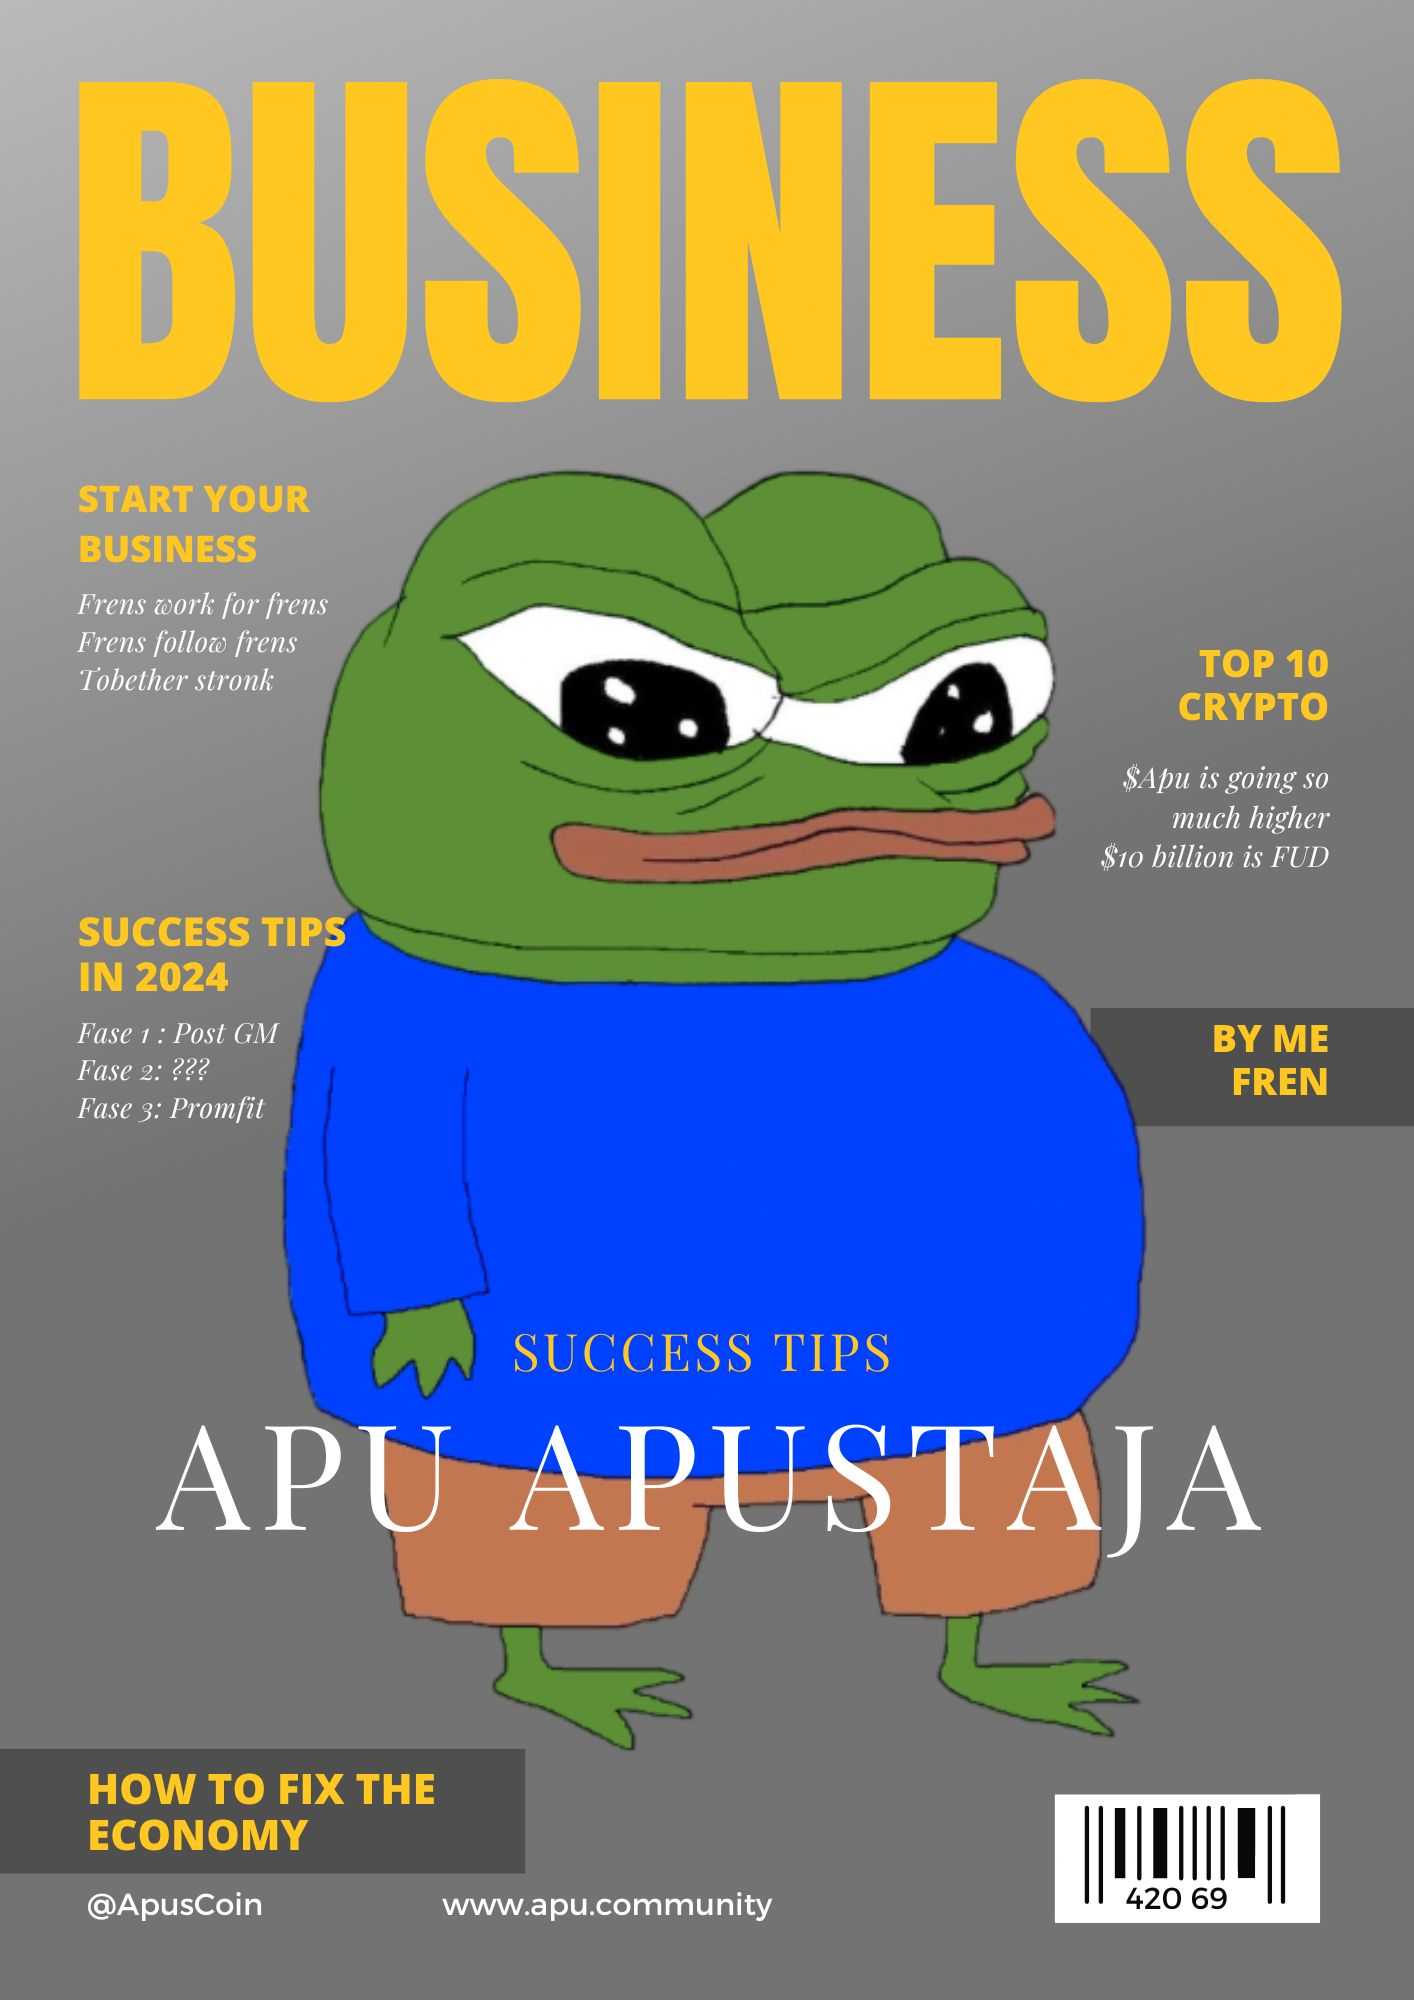 BUSINESS
START YOUR
BUSINESS
Frens work for frens
Frens follow frens
Tobether stronk
TOP 10
CRYPTO
$Apu is going so
much higher
$10 billion is FUD
SUCCESS TIPS
IN 2024
Fase 1 : Post GM
Fase 2: ???
Fase 3: Promfit
BY ME
FREN
SUCCESS TIPS
APU APUSTAJA
HOW TO FIX THE
ECONOMY
@ApusCoin
www.apu.community
420 69